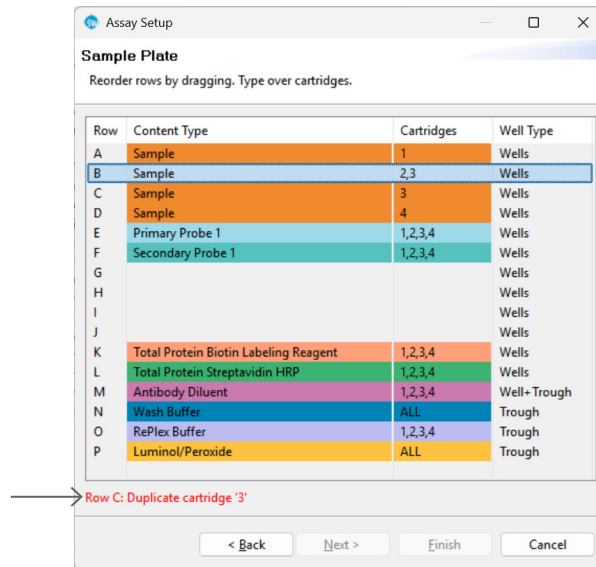 Assay Setup
Sample Plate
Reorder rows by dragging. Type over cartridges.
Row Content Type Cartridges Well Type
A Sample 1 Wells
B Sample 2,3 Wells
C Sample 3 Wells
D Sample 4 Wells
E Primary Probe 1 1,2,3,4 Wells
F Secondary Probe 1 1,2,3,4 Wells
G Wells
H Wells
I Wells
J Wells
K Total Protein Biotin Labeling Reagent 1,2,3,4 Wells
L Total Protein Streptavidin HRP 1,2,3,4 Wells
M Antibody Diluent 1,2,3,4 Well+Trough
N Wash Buffer ALL Trough
O RePlex Buffer 1,2,3,4 Trough
P Luminol/Peroxide ALL Trough
Row C: Duplicate cartridge '3'
< Back Next > Finish Cancel